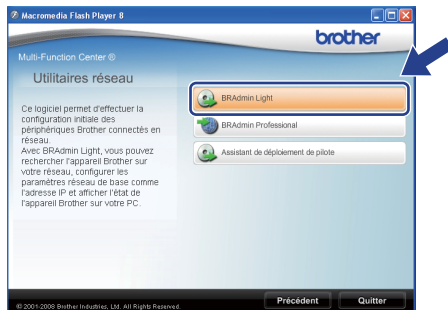 Macromedia Flash Player 8
brother
Multi-Function Center ®
Utilitaires réseau
Ce logiciel permet d'effectuer la
configuration initiale des
périphériques Brother connectés en
réseau.
Avec BRAdmin Light, vous pouvez
rechercher l'appareil Brother sur
votre réseau, configurer les
paramètres réseau de base comme
l'adresse IP et afficher l'état de
l'appareil Brother sur votre PC.
BRAdmin Light
BRAdmin Professional
Assistant de déploiement de pilote
© 2001-2008 Brother Industries, Ltd. All Rights Reserved.
Précédent
Quitter